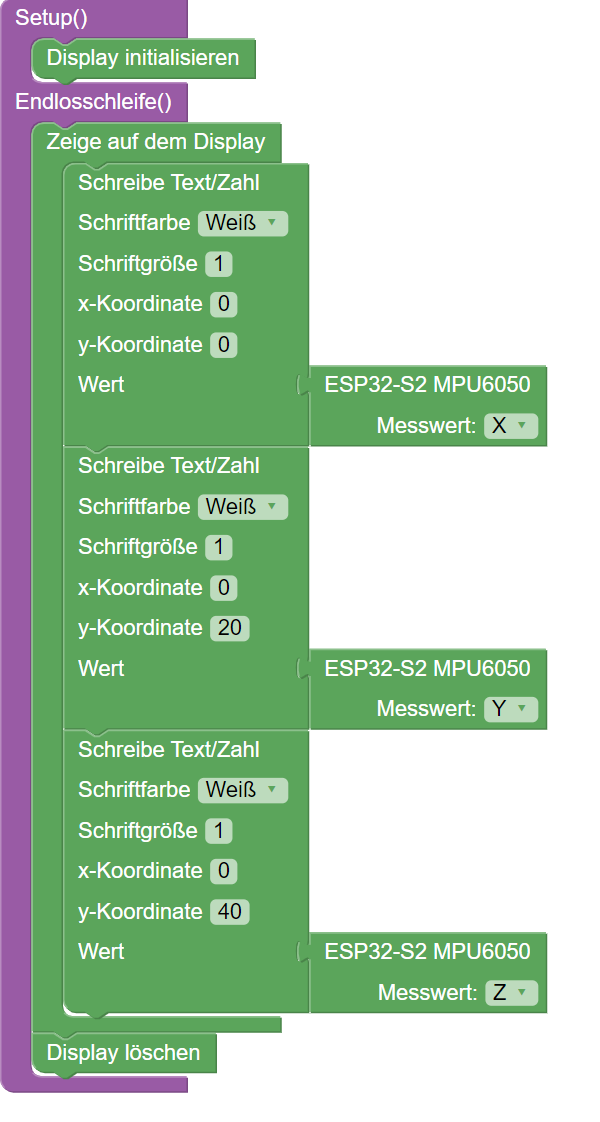 Setup()
Display initialisieren
Endlosschleife()
Zeige auf dem Display
Schreibe Text/Zahl
Schriftfarbe Weiß
Schriftgröße 1
x-Koordinate 0
y-Koordinate 0
Wert ESP32-S2 MPU6050
Messwert: X
Schreibe Text/Zahl
Schriftfarbe Weiß
Schriftgröße 1
x-Koordinate 0
y-Koordinate 20
Wert ESP32-S2 MPU6050
Messwert: Y
Schreibe Text/Zahl
Schriftfarbe Weiß
Schriftgröße 1
x-Koordinate 0
y-Koordinate 40
Wert ESP32-S2 MPU6050
Messwert: Z
Display löschen